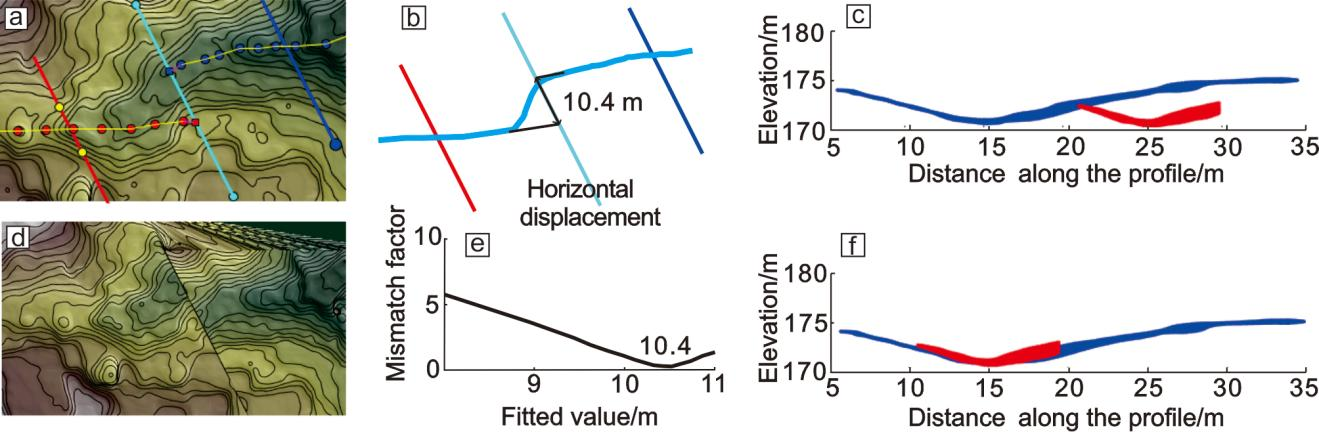 a
b
10.4 m
Horizontal
displacement
c
Elevation/m
180
175
170
5 10 15 20 25 30 35
Distance along the profile/m
d
e
Mismatch factor
10
5
0
10.4
9 10 11
Fitted value/m
f
Elevation/m
180
175
170
5 10 15 20 25 30 35
Distance along the profile/m